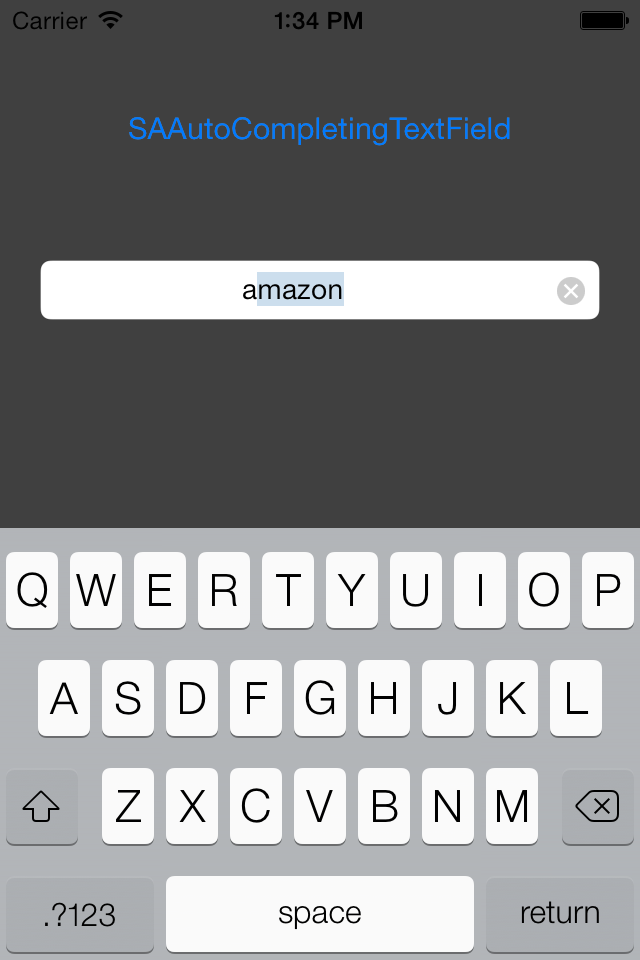 Carrier 1:34 PM
SAAutoCompletingTextField
amazon
Q W E R T Y U I O P
A S D F G H J K L
Z X C V B N M
.?123 space return